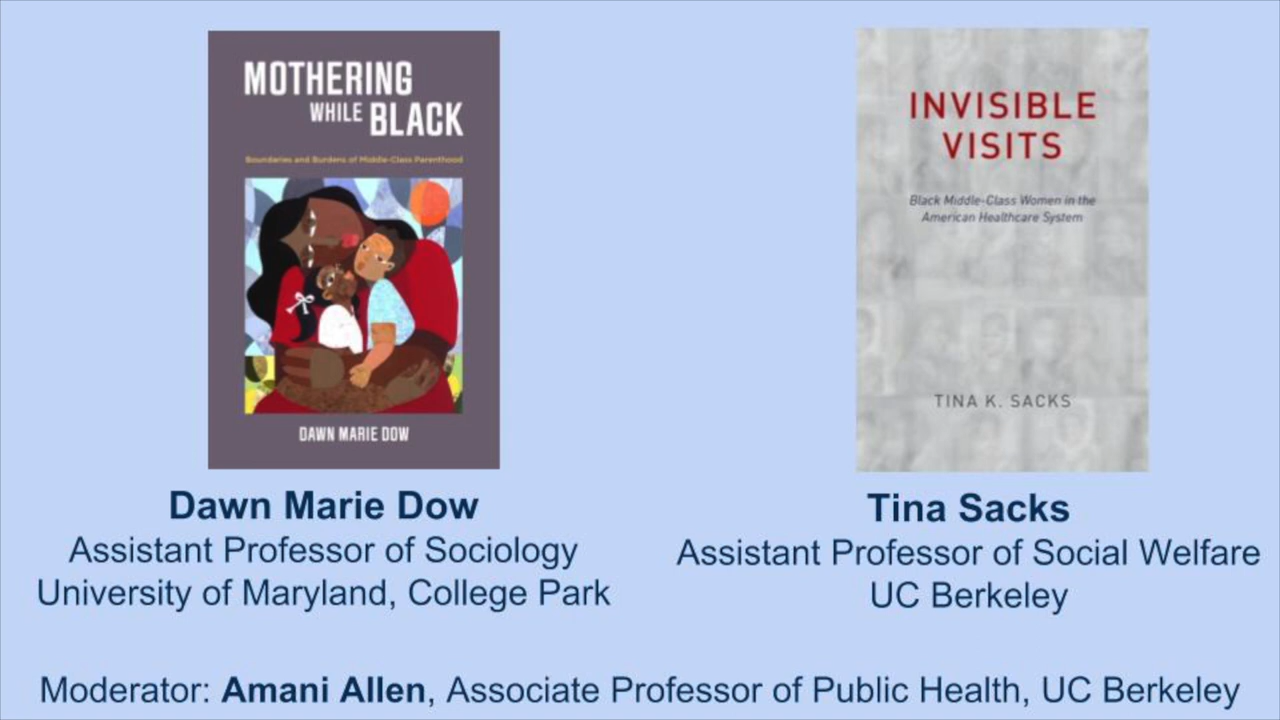 MOTHERING
WHILE BLACK
Boundaries and Burdens of Middle-Class Parenthood
DAWN MARIE DOW
Dawn Marie Dow
Assistant Professor of Sociology
University of Maryland, College Park
INVISIBLE
VISITS
Black Middle-Class Women in the
American Healthcare System
TINA K. SACKS
Tina Sacks
Assistant Professor of Social Welfare
UC Berkeley
Moderator: Amani Allen, Associate Professor of Public Health, UC Berkeley